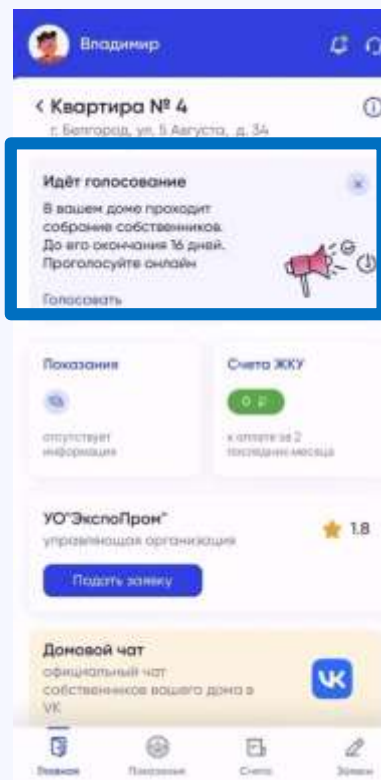 Владимир
< Квартира № 4
г. Белгород, ул. 5 Августа, д. 34
Идёт голосование
В вашем доме проходит
собрание собственников.
До его окончания 16 дней.
Проголосуйте онлайн
Голосовать
Показания
Счета ЖКУ
0 ₽
отсутствует
информация
к оплате за 2
последних месяца
УО"ЭкспоПром"
управляющая организация
1.8
Подать заявку
Домовой чат
официальный чат
собственников вашего дома в
VK
Главная
Показания
Счета
Заявки